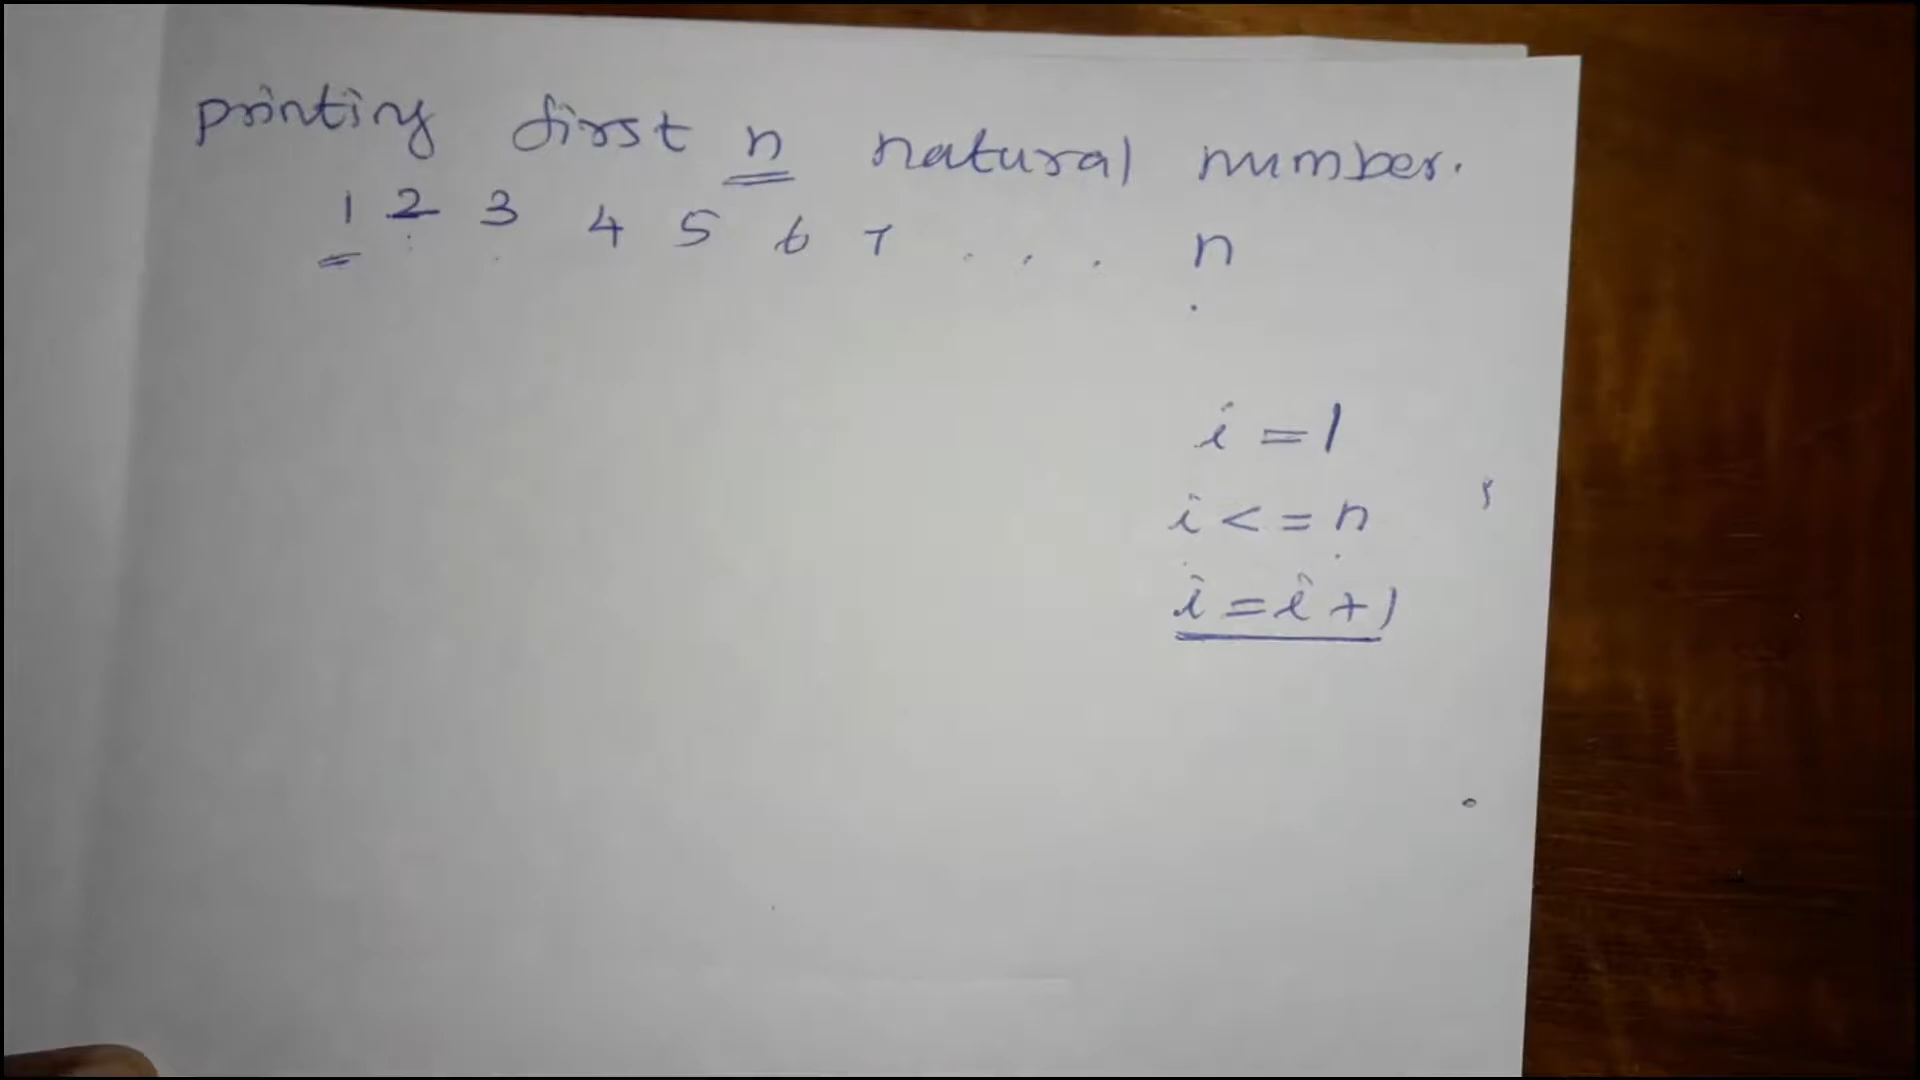 printing first n natural number.
1 2 3 4 5 6 7 . . . n
i = 1
i < = n
i = i + 1